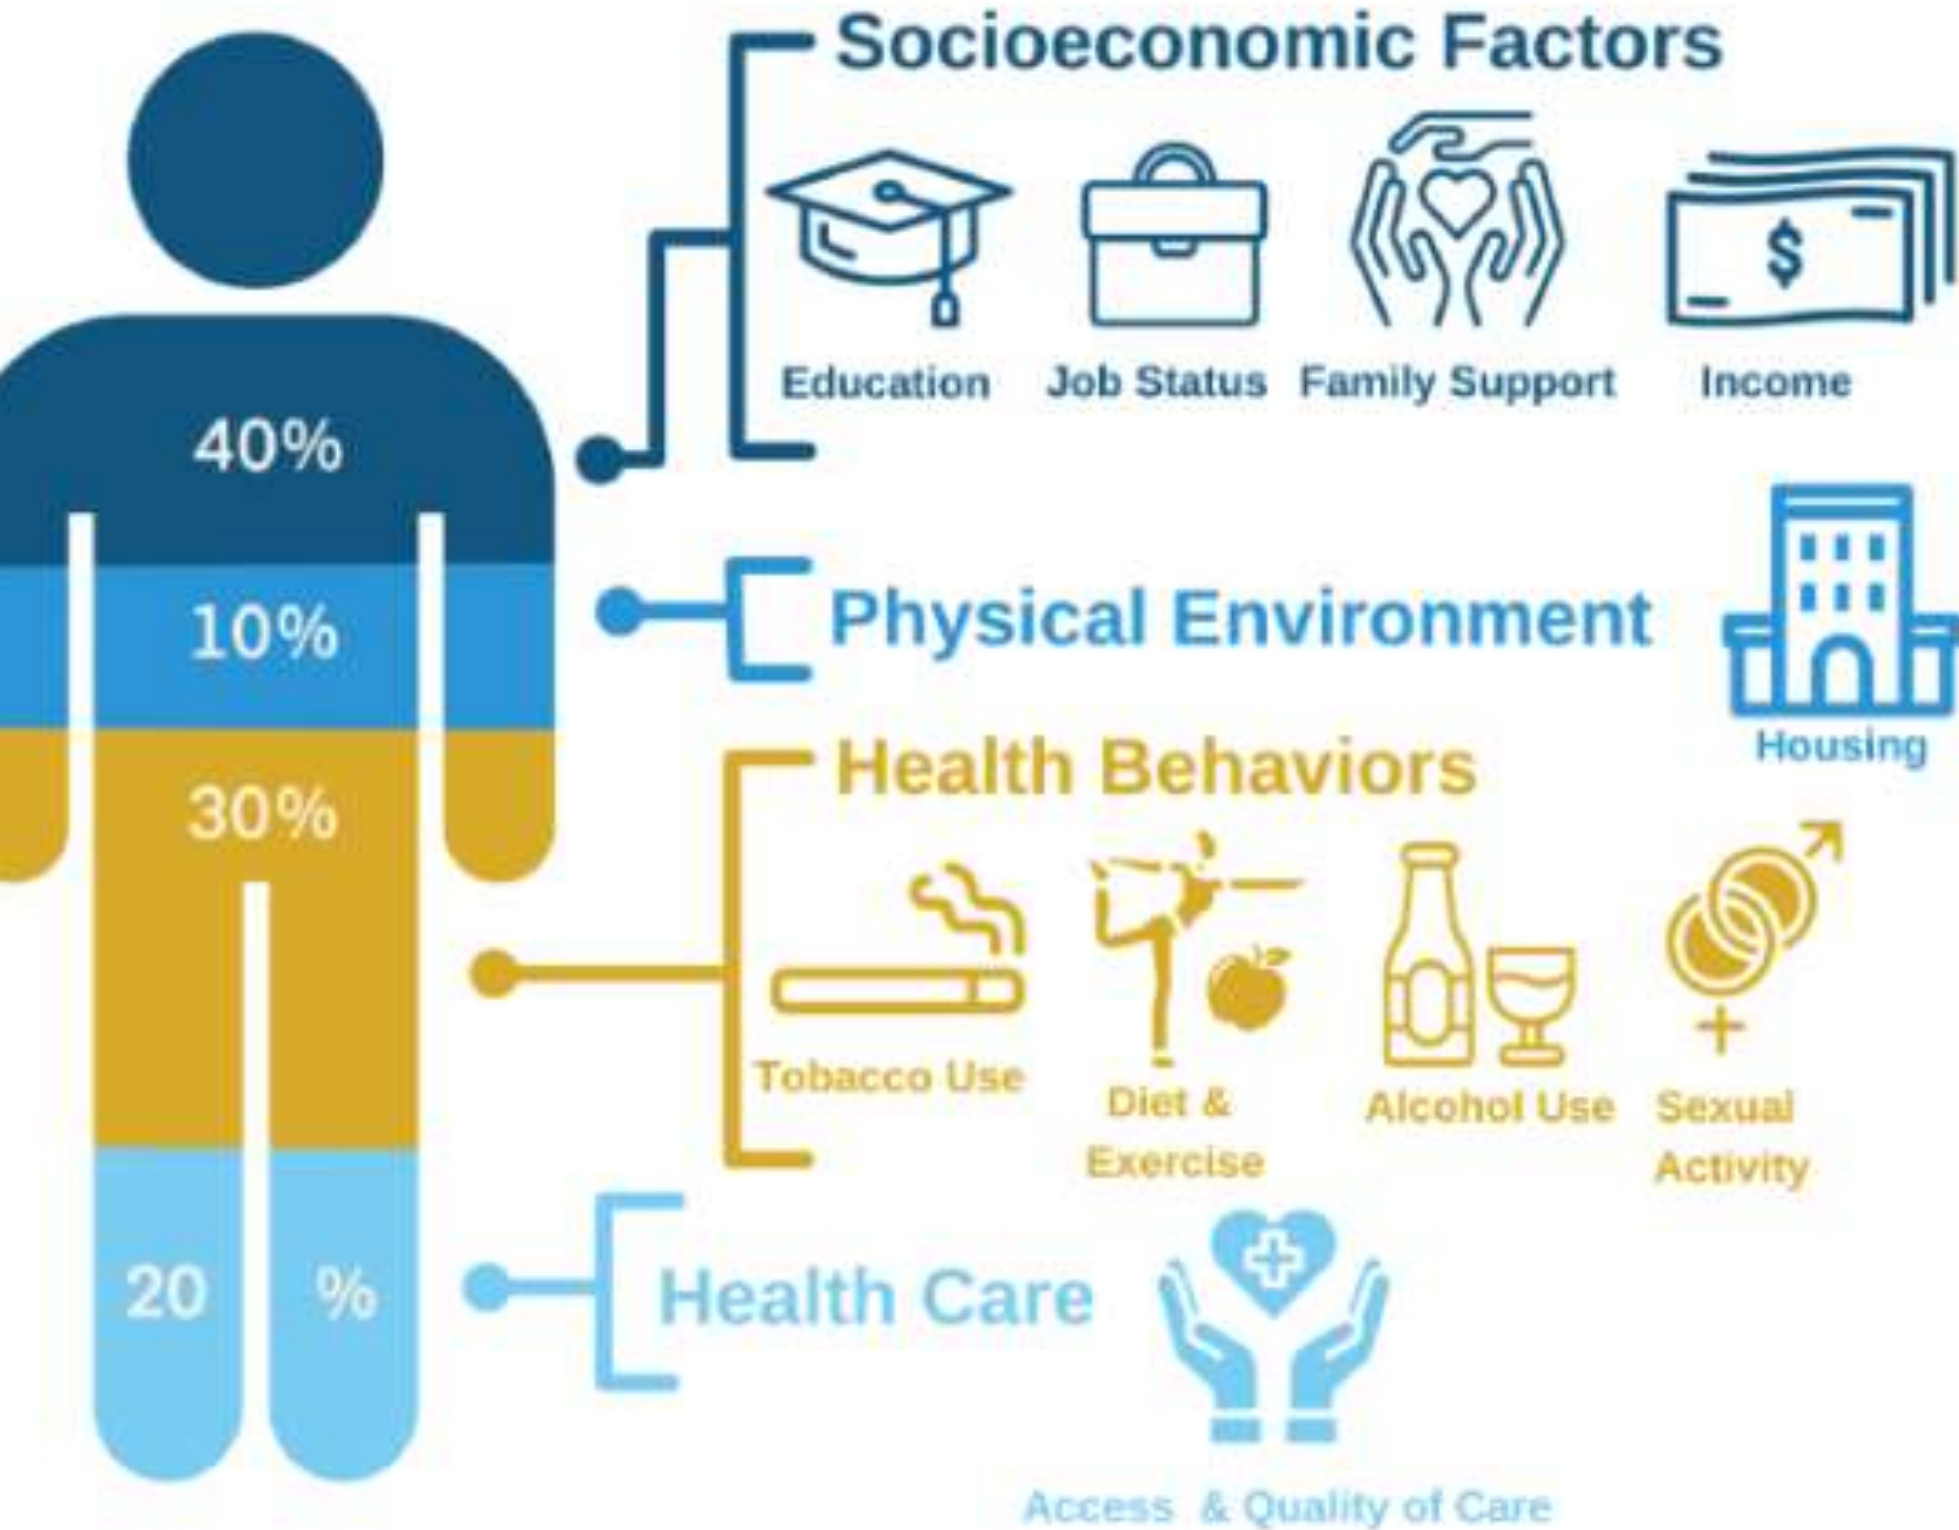 Socioeconomic Factors
$
Education Job Status Family Support Income
40%
10%
Physical Environment
Housing
30%
Health Behaviors
Tobacco Use
Diet &
Exercise
Alcohol Use
Sexual
Activity
20 %
Health Care
Access & Quality of Care